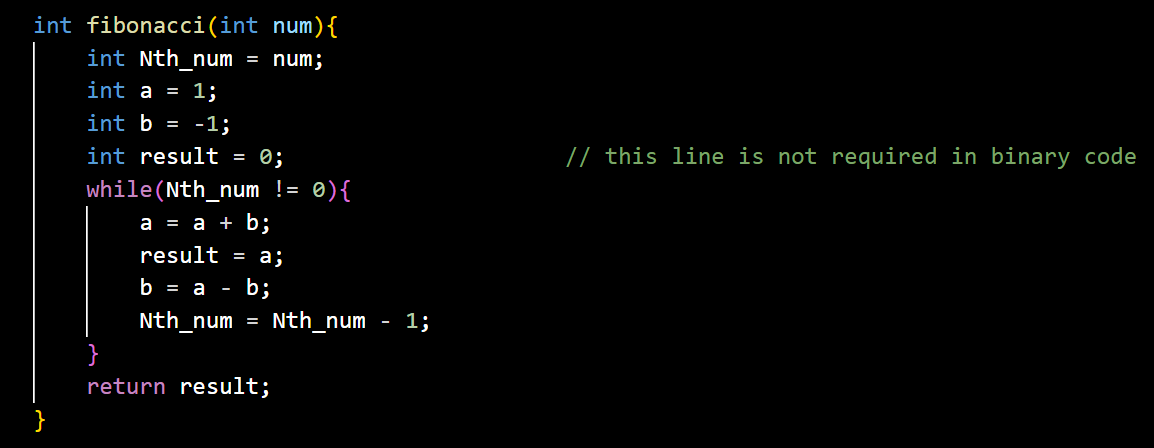 int fibonacci(int num){
    int Nth_num = num;
    int a = 1;
    int b = -1;
    int result = 0;                     // this line is not required in binary code
    while(Nth_num != 0){
        a = a + b;
        result = a;
        b = a - b;
        Nth_num = Nth_num - 1;
    }
    return result;
}